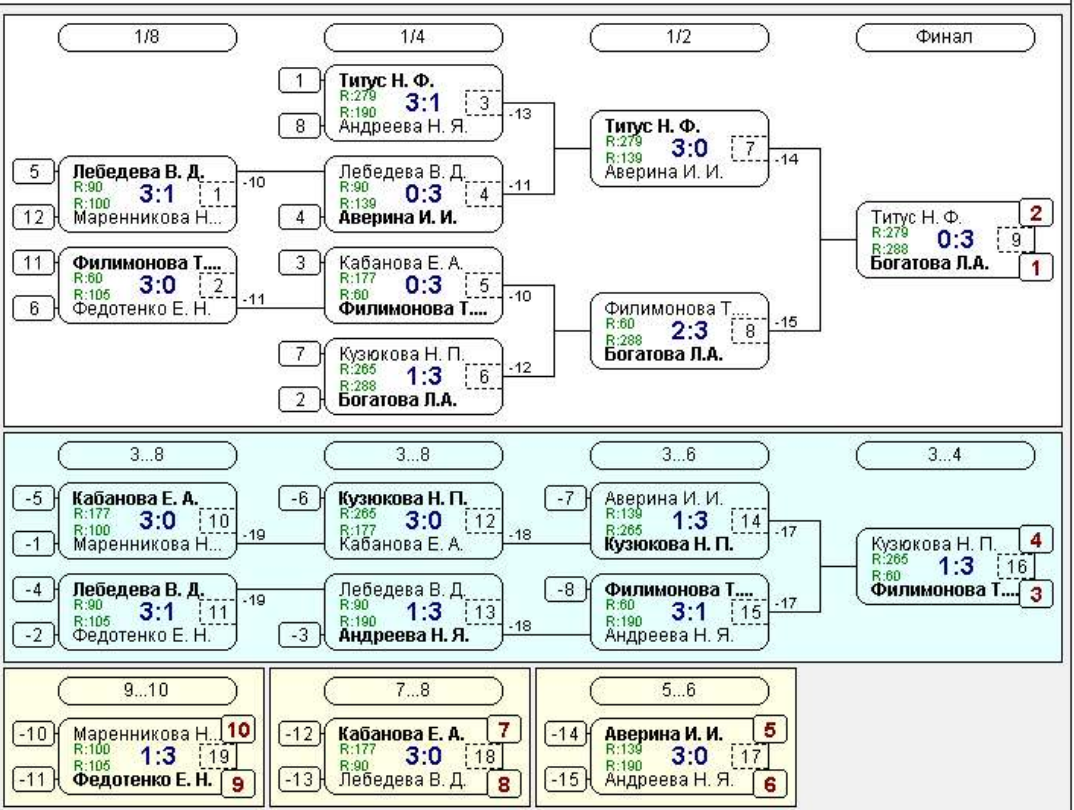 1/8
1/4
1/2
Финал
1 Титус Н. Ф.
R:279
R:190 3:1 3
8 Андреева Н. Я.
-13
5 Лебедева В. Д.
R:90
R:100 3:1 1
12 Маренникова Н...
-10
Лебедева В. Д.
R:90
R:139 0:3 4
4 Аверина И. И.
-11
Титус Н. Ф.
R:279
R:139 3:0 7
Аверина И. И.
-14
11 Филимонова Т....
R:60
R:105 3:0 2
6 Федотенко Е. Н.
-11
3 Кабанова Е. А.
R:177
R:60 0:3 5
Филимонова Т....
-10
7 Кузюкова Н. П.
R:265
R:288 1:3 6
2 Богатова Л.А.
-12
Филимонова Т....
R:60
R:288 2:3 8
Богатова Л.А.
-15
Титус Н. Ф. 2
R:279
R:288 0:3 9
Богатова Л.А. 1
3...8
3...8
3...6
3...4
-5 Кабанова Е. А.
R:177
R:100 3:0 10
-1 Маренникова Н...
-19
-6 Кузюкова Н. П.
R:265
R:177 3:0 12
Кабанова Е. А.
-18
-7 Аверина И. И.
R:139
R:265 1:3 14
Кузюкова Н. П.
-17
-4 Лебедева В. Д.
R:90
R:105 3:1 11
-2 Федотенко Е. Н.
-19
Лебедева В. Д.
R:90
R:190 1:3 13
-3 Андреева Н. Я.
-18
-8 Филимонова Т....
R:60
R:190 3:1 15
Андреева Н. Я.
-17
Кузюкова Н. П. 4
R:265
R:60 1:3 16
Филимонова Т.... 3
9...10
7...8
5...6
-10 Маренникова Н... 10
R:100
R:105 1:3 19
-11 Федотенко Е. Н. 9
-12 Кабанова Е. А. 7
R:177
R:90 3:0 18
-13 Лебедева В. Д. 8
-14 Аверина И. И. 5
R:139
R:190 3:0 17
-15 Андреева Н. Я. 6